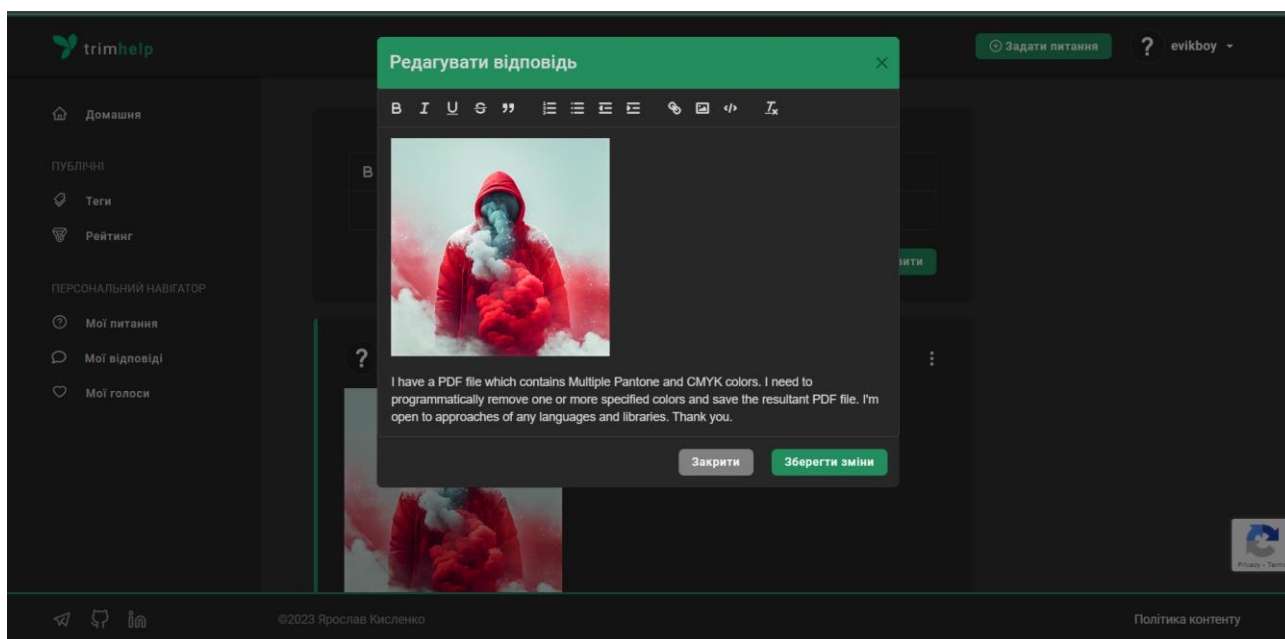 trimhelp
Задати питання
evikboy
Редагувати відповідь
Домашня
ПУБЛІЧНІ
Теги
Рейтинг
ПЕРСОНАЛЬНИЙ НАВІГАТОР
Мої питання
Мої відповіді
Мої голоси
B
I have a PDF file which contains Multiple Pantone and CMYK colors. I need to
programmatically remove one or more specified colors and save the resultant PDF file. I'm
open to approaches of any languages and libraries. Thank you.
Закрити
Зберегти зміни
©2023 Ярослав Кисленко
Політика контенту